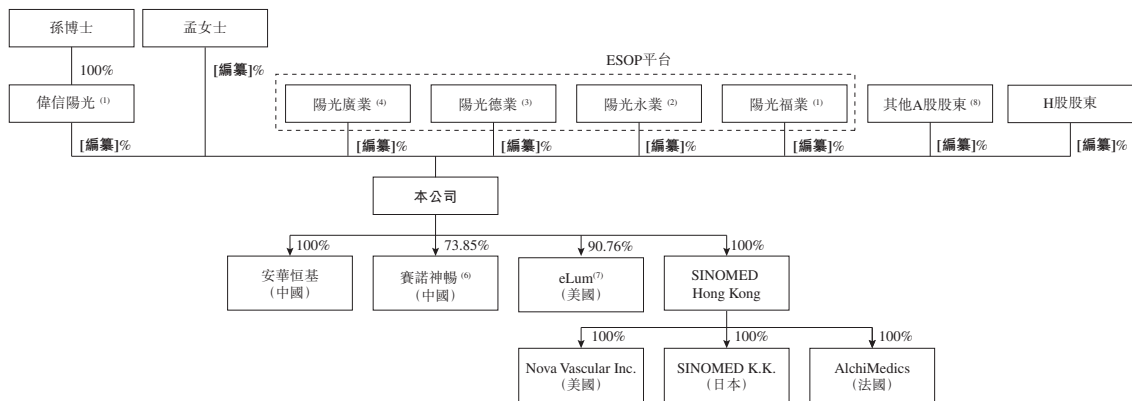 孫博士
孟女士
ESOP平台
100%
[編纂]%
偉信陽光 (1)
陽光廣業 (4)
陽光德業 (3)
陽光永業 (2)
陽光福業 (1)
其他A股股東 (8)
H股股東
[編纂]%
[編纂]%
[編纂]%
[編纂]%
[編纂]%
[編纂]%
[編纂]%
本公司
100%
73.85%
90.76%
100%
安華恒基
（中國）
賽諾神暢 (6)
（中國）
eLum(7)
（美國）
SINOMED
Hong Kong
100%
100%
100%
Nova Vascular Inc.
（美國）
SINOMED K.K.
（日本）
AlchiMedics
（法國）